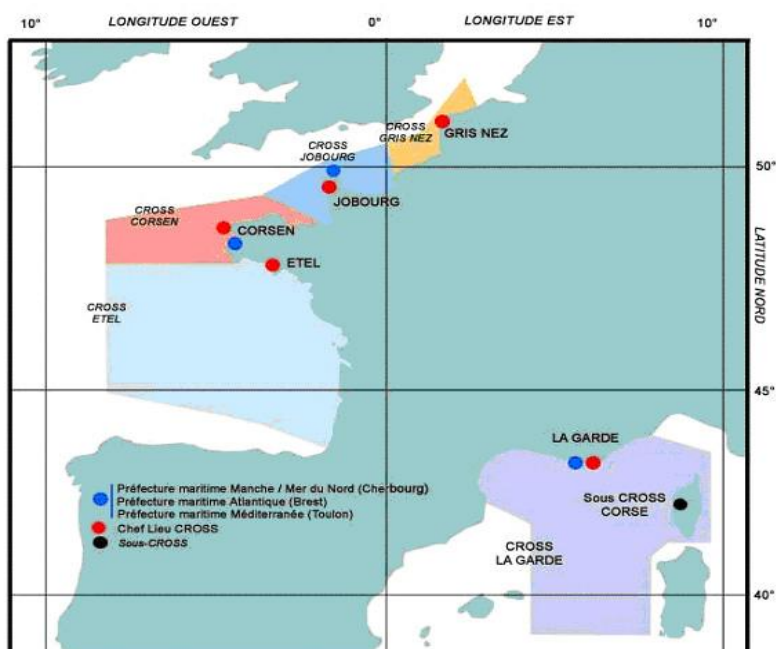 10°
LONGITUDE OUEST
0°
LONGITUDE EST
10°
CROSS
GRIS NEZ
GRIS NEZ
CROSS
JOBOURG
50°
JOBOURG
CROSS
CORSEN
CORSEN
ETEL
LATITUDE NORD
CROSS
ETEL
45°
LA GARDE
Préfecture maritime Manche / Mer du Nord (Cherbourg)
Préfecture maritime Atlantique (Brest)
Préfecture maritime Méditerranée (Toulon)
Chef Lieu CROSS
Sous-CROSS
Sous CROSS
CORSE
CROSS
LA GARDE
40°